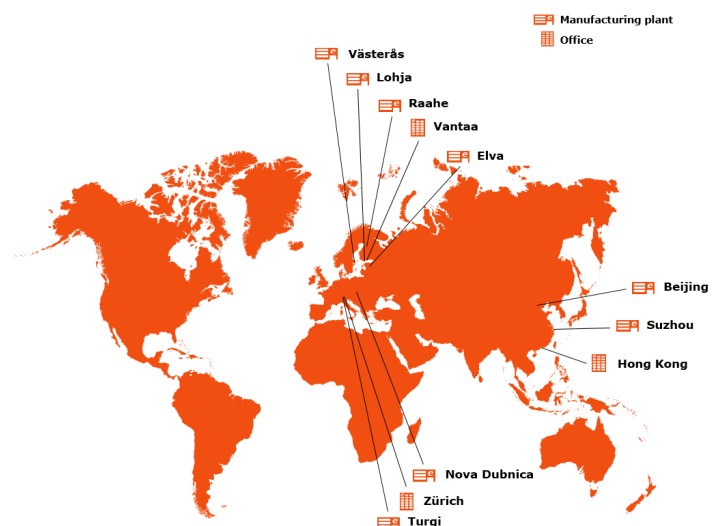 Manufacturing plant
Office
Västerås
Lohja
Raahe
Vantaa
Elva
Beijing
Suzhou
Hong Kong
Nova Dubnica
Zürich
Turgi